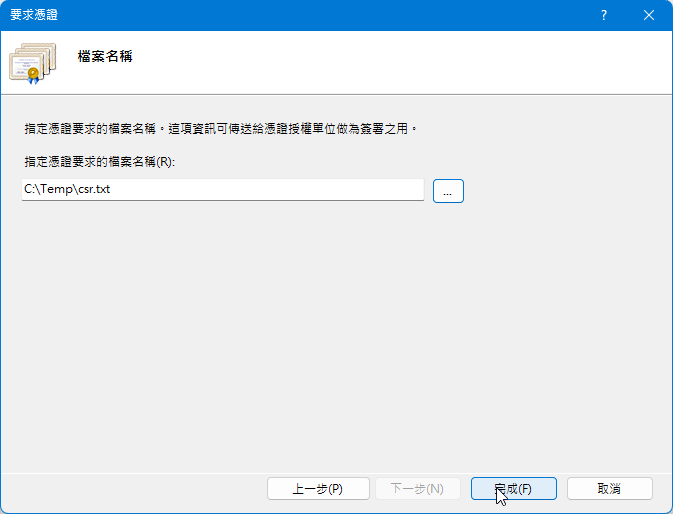 要求憑證
?
檔案名稱
指定憑證要求的檔案名稱。這項資訊可傳送給憑證授權單位做為簽署之用。
指定憑證要求的檔案名稱(R):
C:\Temp\csr.txt
...
上一步(P)
下一步(N)
完成(F)
取消